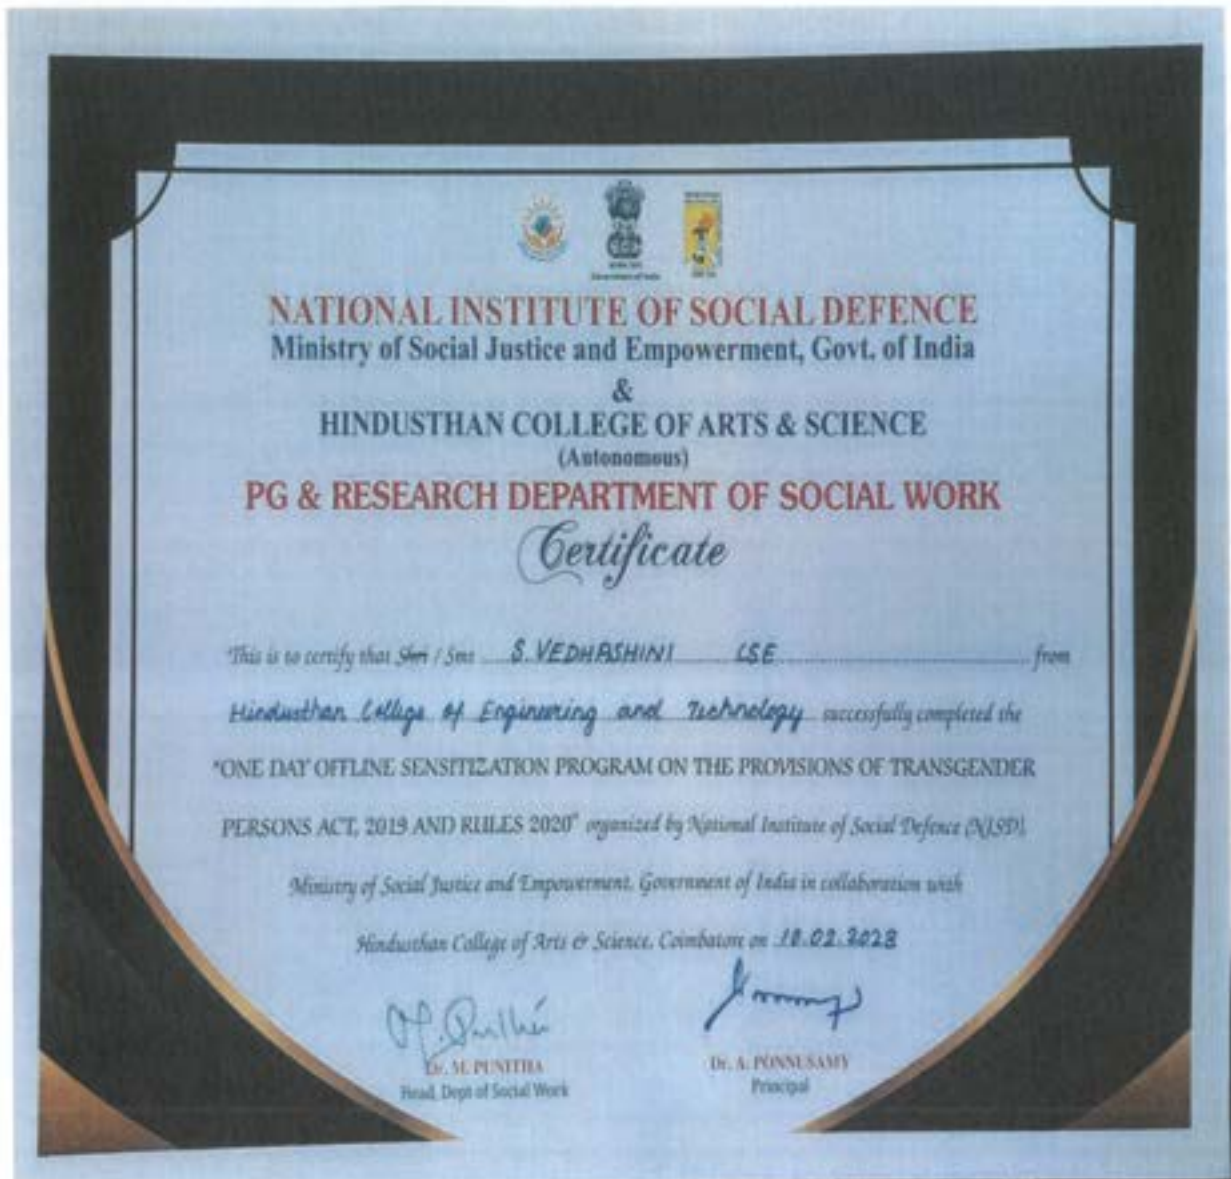 NATIONAL INSTITUTE OF SOCIAL DEFENCE
Ministry of Social Justice and Empowerment, Govt. of India
&
HINDUSTHAN COLLEGE OF ARTS & SCIENCE
(Autonomous)
PG & RESEARCH DEPARTMENT OF SOCIAL WORK
Certificate
This is to certify that Shri / Sms S. VEDHASHINI CSE from
Hindusthan College of Engineering and Technology successfully completed the
"ONE DAY OFFLINE SENSITIZATION PROGRAM ON THE PROVISIONS OF TRANSGENDER
PERSONS ACT, 2019 AND RULES 2020" organized by National Institute of Social Defence (NISD),
Ministry of Social Justice and Empowerment, Government of India in collaboration with
Hindusthan College of Arts & Science, Coimbatore on 18.02.2023
Dr. M. PUNITHA
Head, Dept of Social Work
Dr. A. PONNUSAMY
Principal